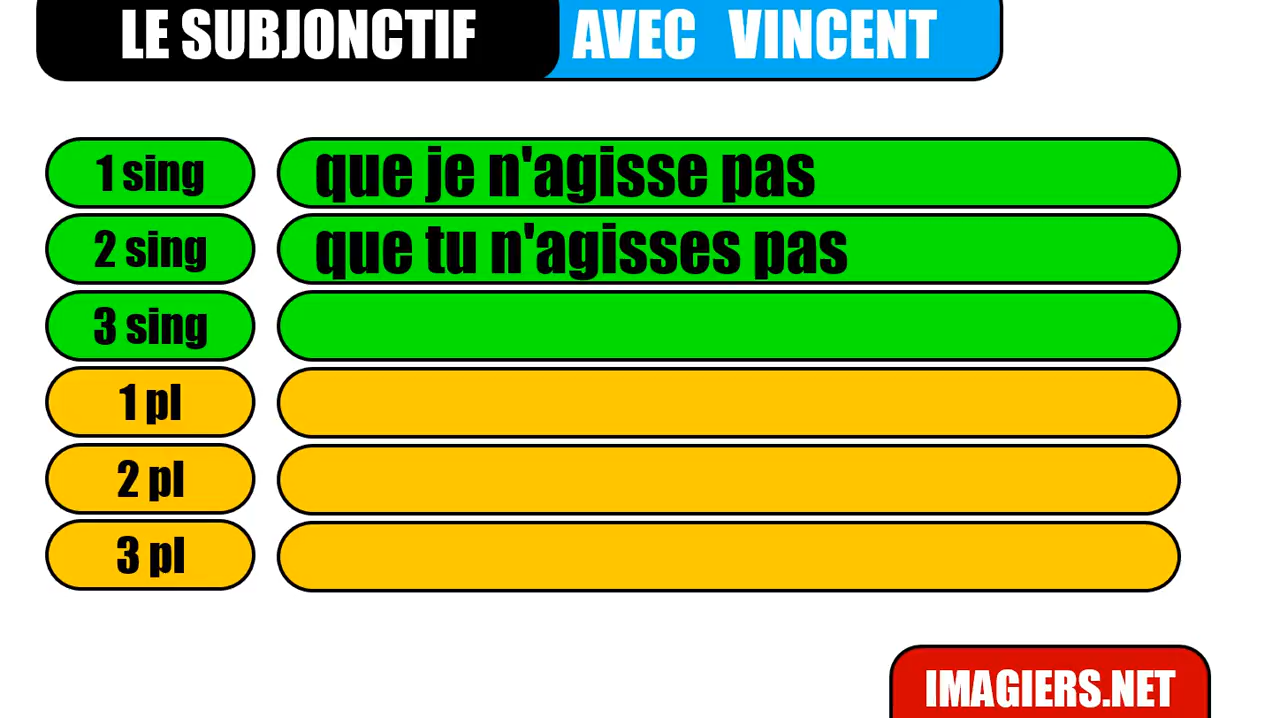 LE SUBJONCTIF AVEC VINCENT
1 sing que je n'agisse pas
2 sing que tu n'agisses pas
3 sing
1 pl
2 pl
3 pl
IMAGIERS.NET